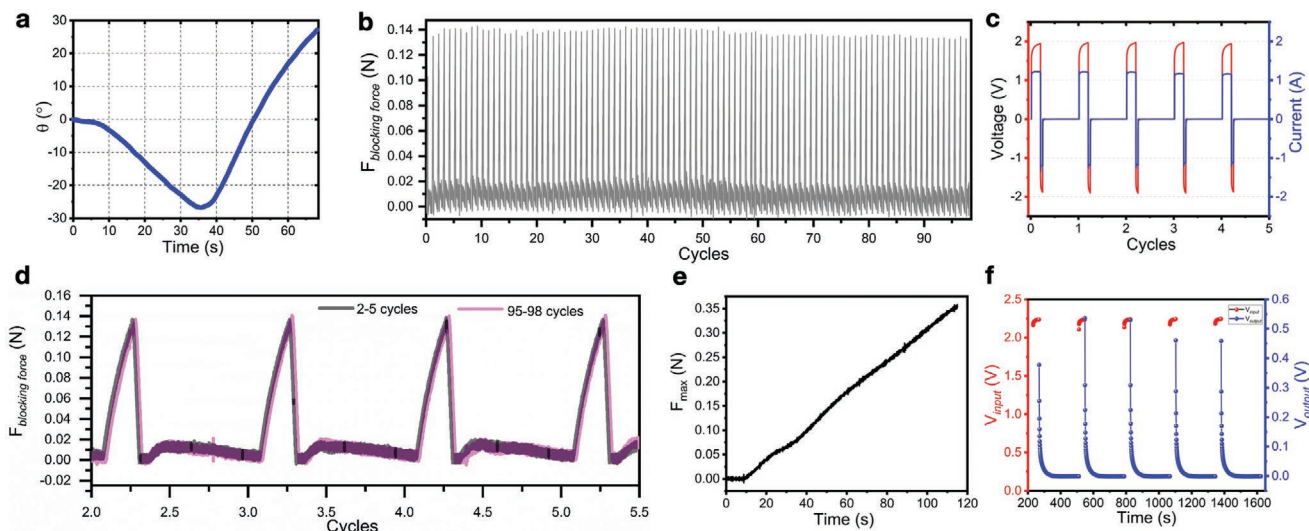 a
30
20
10
0
-10
-20
-30
θ (°)
0 10 20 30 40 50 60
Time (s)
b
0.14
0.12
0.10
0.08
0.06
0.04
0.02
0.00
F blocking force (N)
0 10 20 30 40 50 60 70 80 90
Cycles
c
2
1
0
-1
-2
Voltage (V)
2
1
0
-1
-2
Current (A)
0 1 2 3 4 5
Cycles
d
0.16
0.14
0.12
0.10
0.08
0.06
0.04
0.02
0.00
-0.02
F blocking force (N)
2-5 cycles
95-98 cycles
2.0 2.5 3.0 3.5 4.0 4.5 5.0 5.5
Cycles
e
0.35
0.30
0.25
0.20
0.15
0.10
0.05
0.00
Fmax (N)
0 20 40 60 80 100 120
Time (s)
f
2.5
2.0
1.5
1.0
0.5
0.0
Vinput (V)
Vinput
Voutput
0.6
0.5
0.4
0.3
0.2
0.1
0.0
Voutput (V)
200 400 600 800 1000 1200 1400 1600
Time (s)